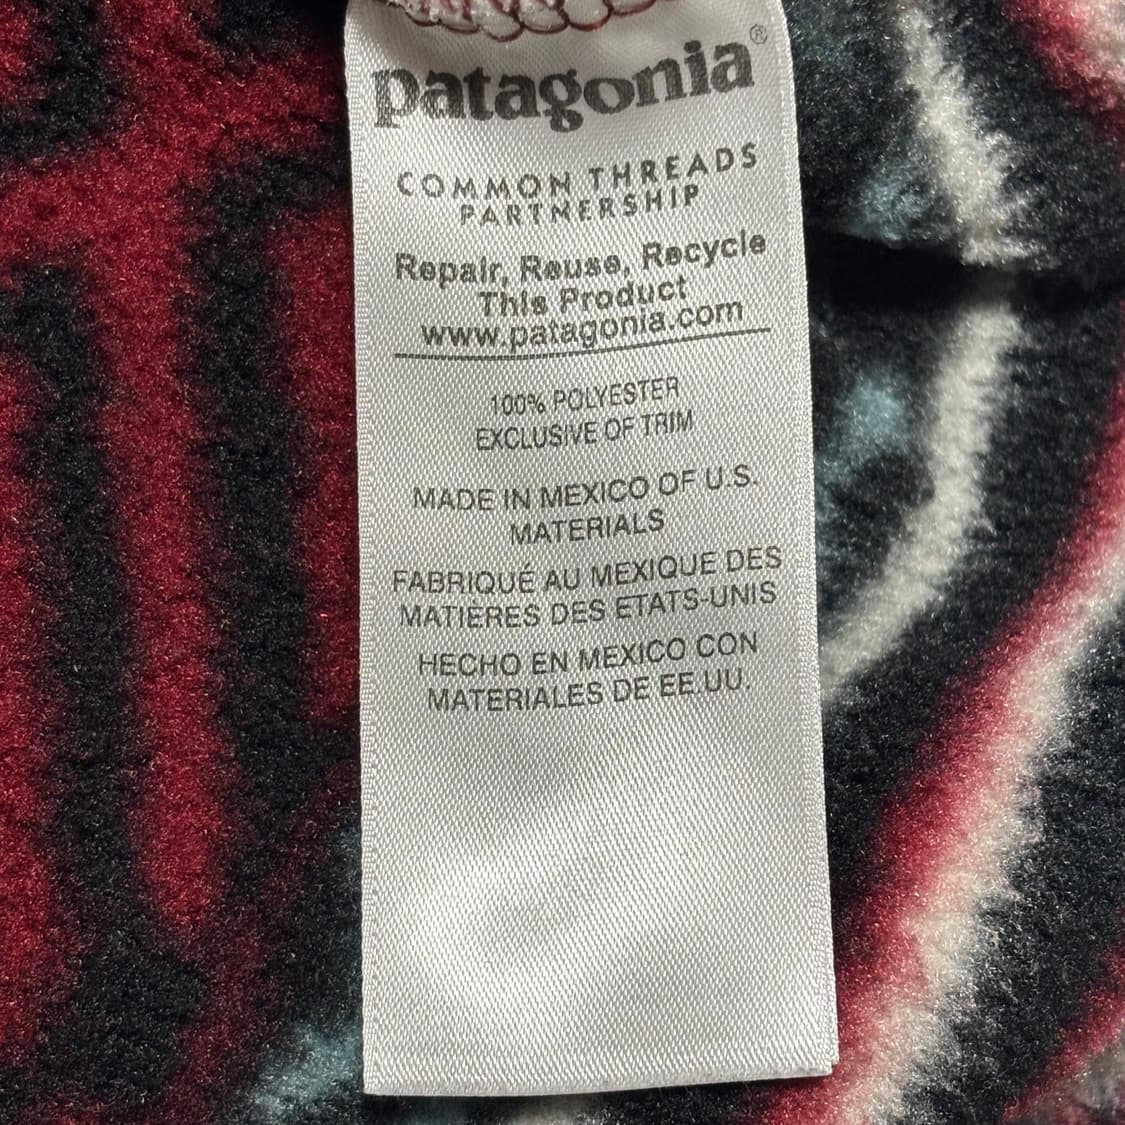 patagonia®
COMMON THREADS
PARTNERSHIP
Repair, Reuse, Recycle
This Product
www.patagonia.com
100% POLYESTER
EXCLUSIVE OF TRIM
MADE IN MEXICO OF U.S.
MATERIALS
FABRIQUÉ AU MEXIQUE DES
MATIÈRES DES ETATS-UNIS
HECHO EN MEXICO CON
MATERIALES DE EE.UU.